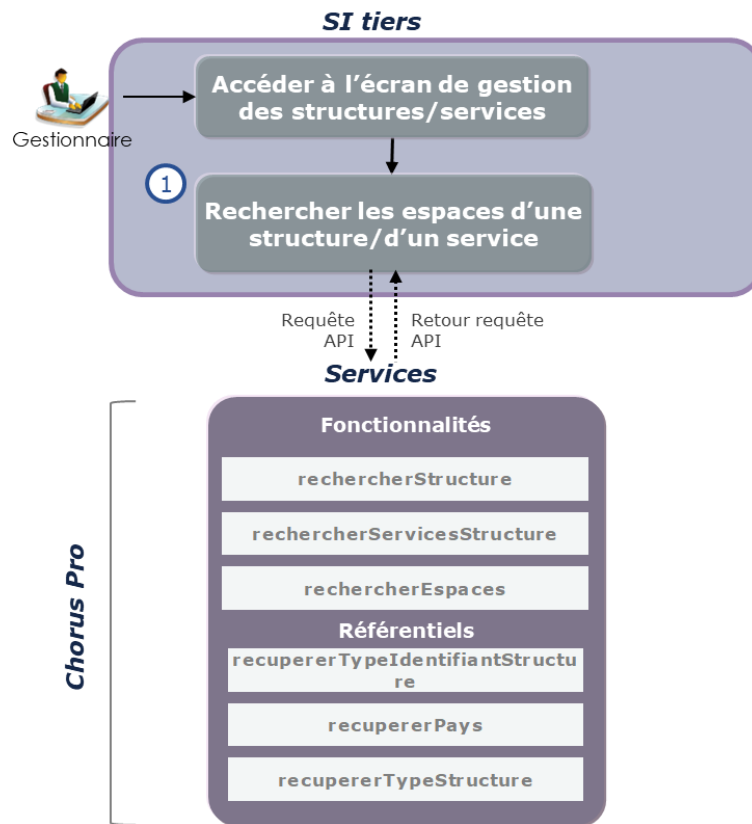 SI tiers
Accéder à l'écran de gestion
des structures/services
Gestionnaire
1
Rechercher les espaces d'une
structure/d'un service
Requête
API
Retour requête
API
Services
Chorus Pro
Fonctionnalités
rechercherStructure
rechercherServicesStructure
rechercherEspaces
Référentiels
recupererTypeIdentifiantStructu
re
recupererPays
recupererTypeStructure